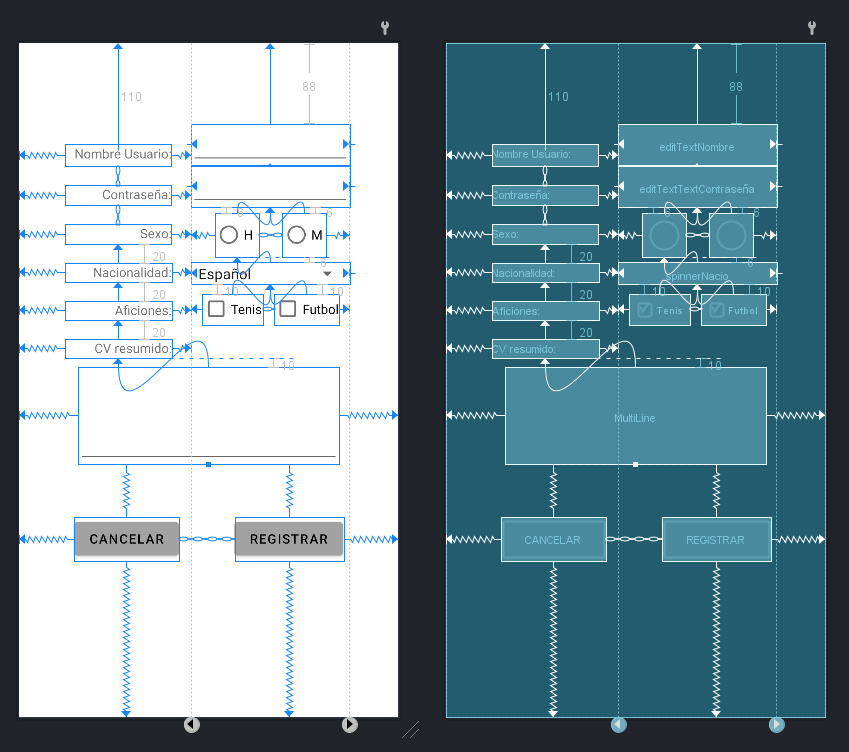 88
110
Nombre Usuario:
Contraseña:
6
6
Sexo:
H
M
20
8
Nacionalidad:
Español
20
10
10
Aficiones:
Tenis
Futbol
20
CV resumido:
10
CANCELAR
REGISTRAR
88
110
Nombre Usuario:
editTextNombre
Contraseña:
editTextTextContraseña
6
6
Sexo:
20
8
Nacionalidad:
spinnerNacio
20
10
10
Aficiones:
Tenis
Futbol
20
CV resumido:
10
MultiLine
CANCELAR
REGISTRAR